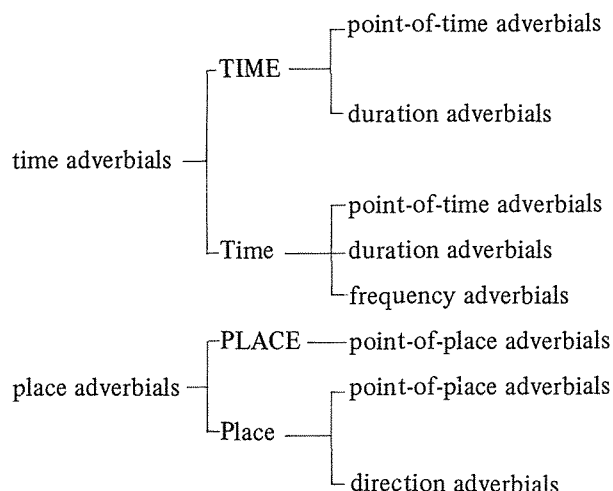 point-of-time adverbials
TIME
duration adverbials
time adverbials
point-of-time adverbials
Time
duration adverbials
frequency adverbials
PLACE
point-of-place adverbials
place adverbials
point-of-place adverbials
Place
direction adverbials